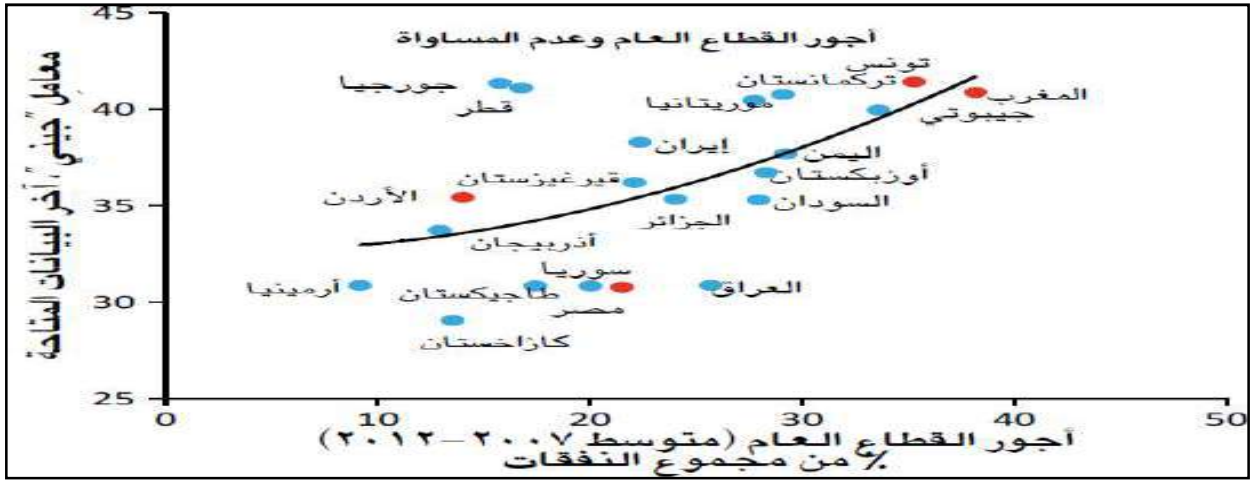 أجور القطاع العام وعدم المساواة
معامل "جيني"، آخر البيانات المتاحة
45
40
35
30
25
تونس
تركمانستان
المغرب
جورجيا
موريتانيا
قطر
جيبوتي
إيران
اليمن
أوزبكستان
قيرغيزستان
الأردن
السودان
الجزائر
أذربيجان
سوريا
أرمينيا
طاجيكستان
العراق
مصر
كازاخستان
0 10 20 30 40 50
أجور القطاع العام (متوسط ٢٠٠٧-٢٠١٢)
% من مجموع النفقات